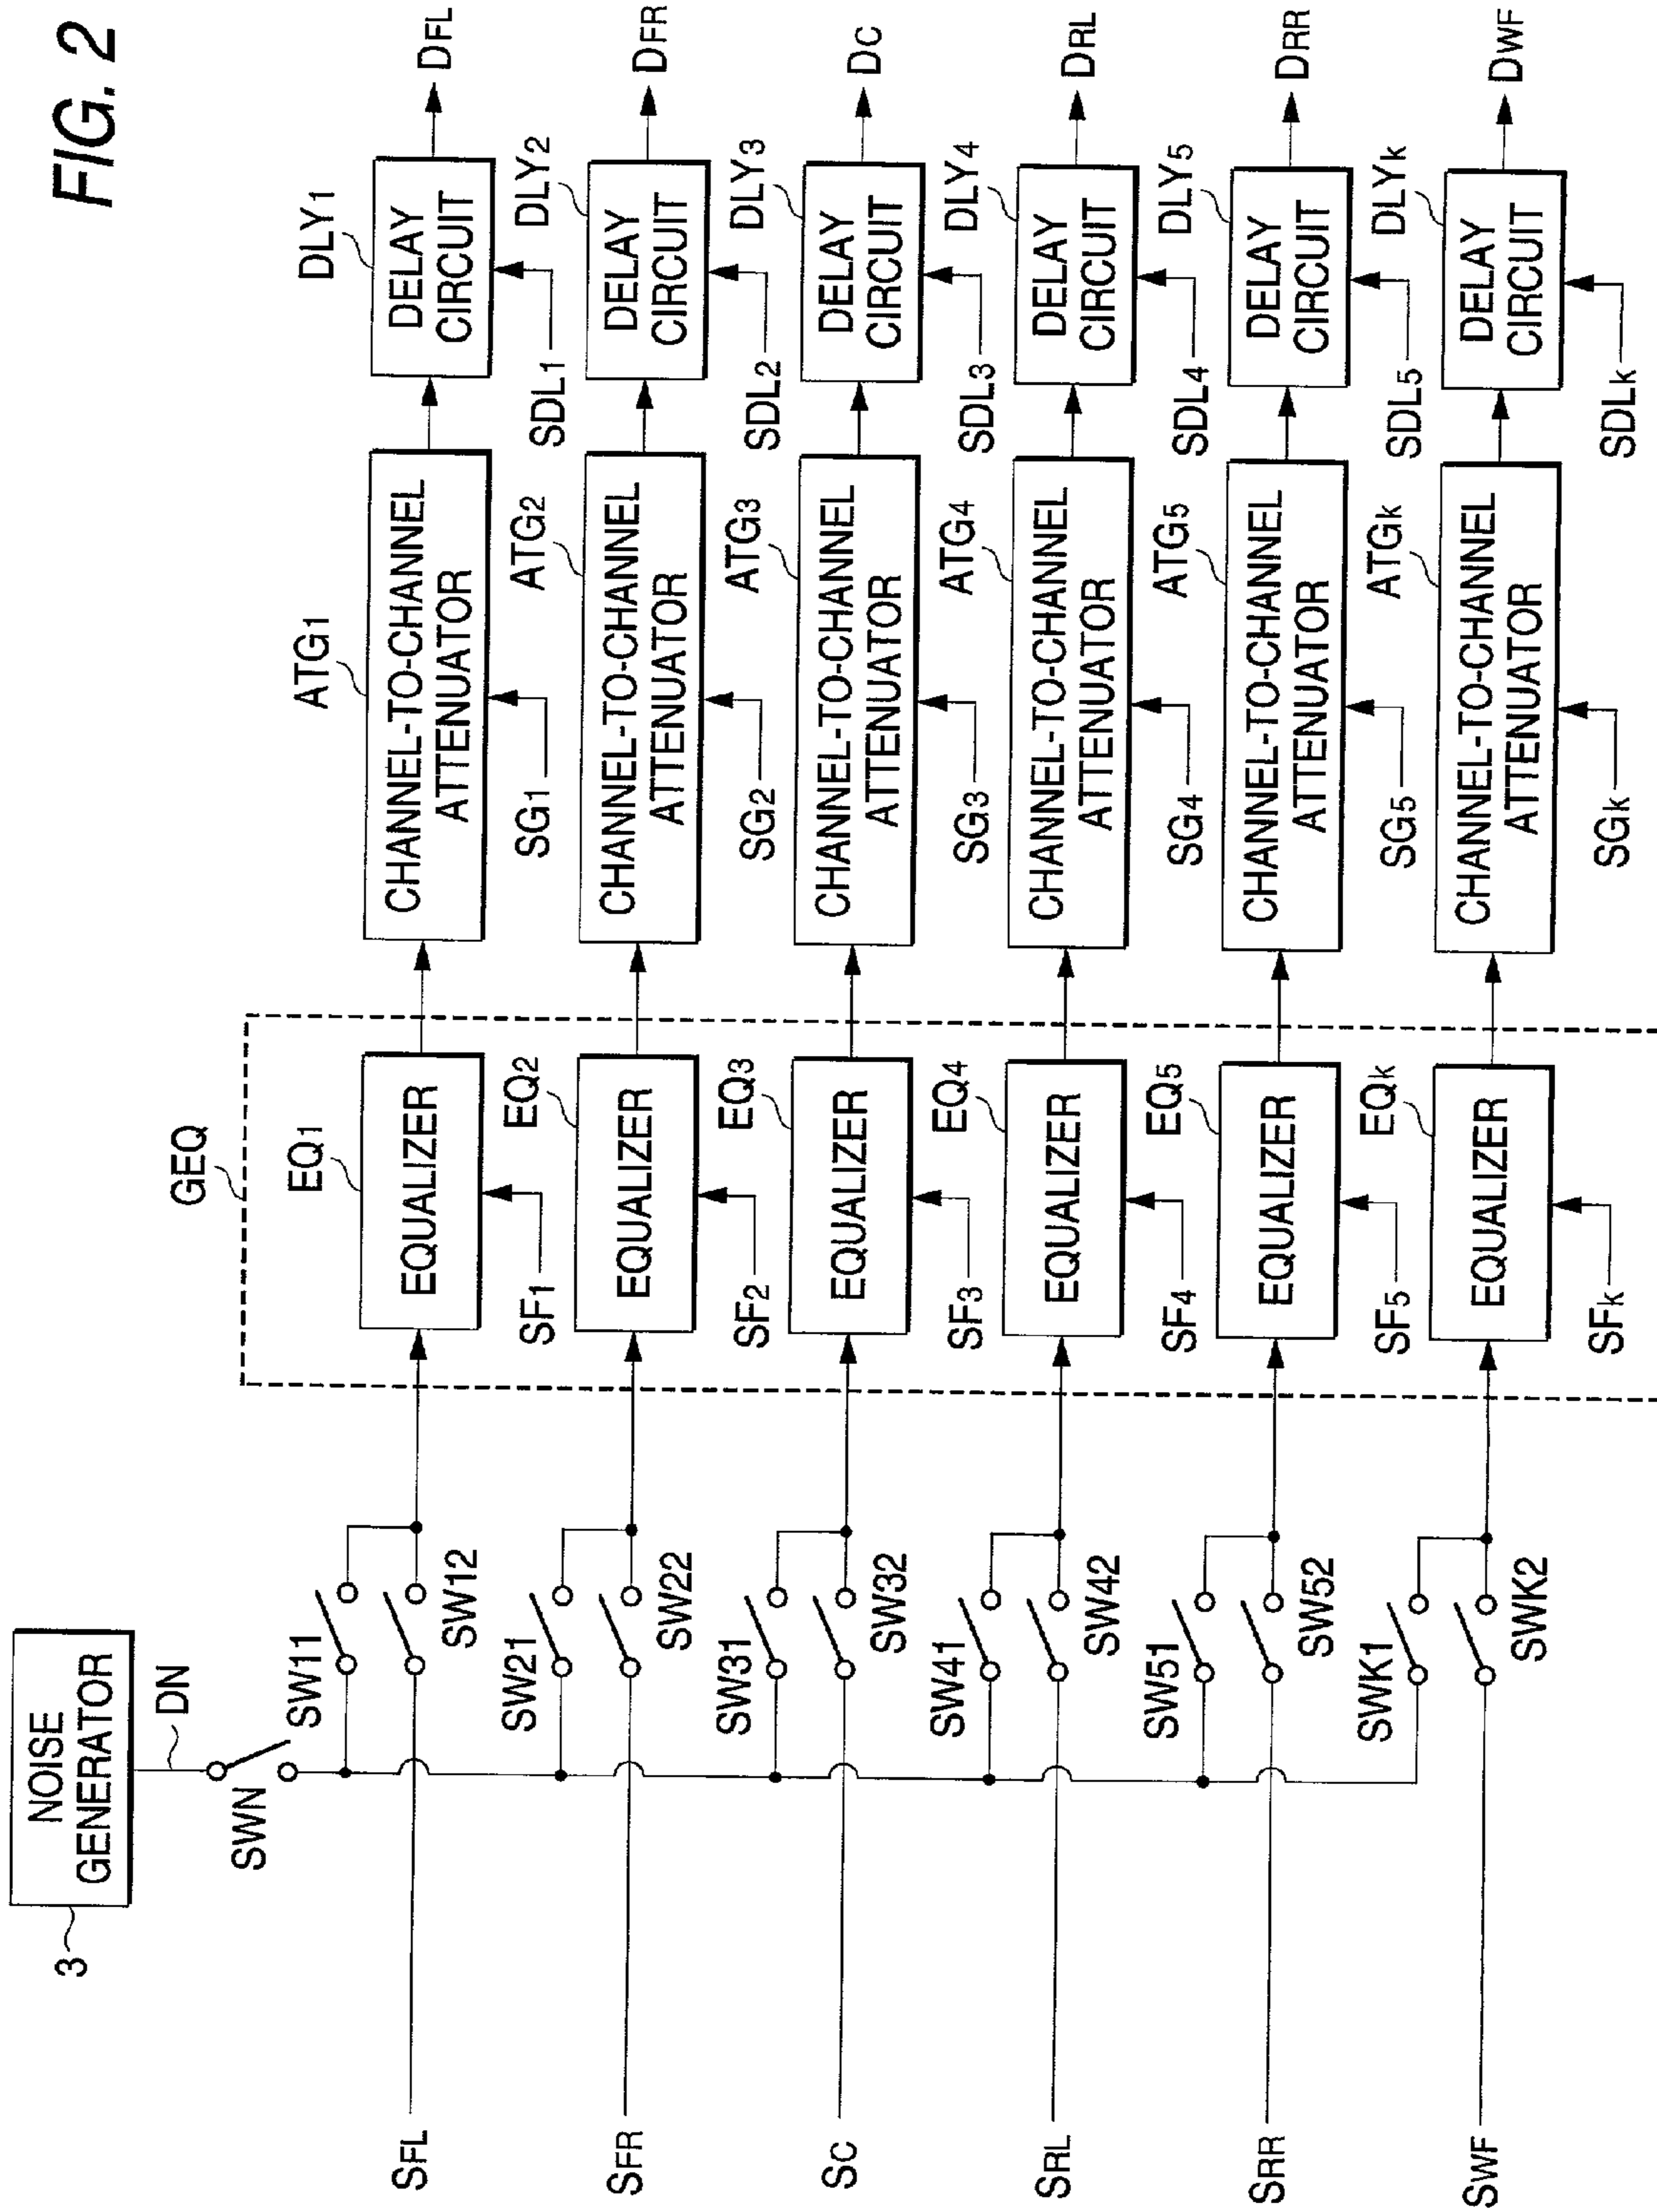 FIG. 2
NOISE
GENERATOR
3
DN
SWN
GEQ
SFL
SW11
SW12
EQ1
EQUALIZER
SF1
ATG1
CHANNEL-TO-CHANNEL
ATTENUATOR
SG1
DLY1
DELAY
CIRCUIT
SDL1
DFL
SFR
SW21
SW22
EQ2
EQUALIZER
SF2
ATG2
CHANNEL-TO-CHANNEL
ATTENUATOR
SG2
DLY2
DELAY
CIRCUIT
SDL2
DFR
SC
SW31
SW32
EQ3
EQUALIZER
SF3
ATG3
CHANNEL-TO-CHANNEL
ATTENUATOR
SG3
DLY3
DELAY
CIRCUIT
SDL3
DC
SRL
SW41
SW42
EQ4
EQUALIZER
SF4
ATG4
CHANNEL-TO-CHANNEL
ATTENUATOR
SG4
DLY4
DELAY
CIRCUIT
SDL4
DRL
SRR
SW51
SW52
EQ5
EQUALIZER
SF5
ATG5
CHANNEL-TO-CHANNEL
ATTENUATOR
SG5
DLY5
DELAY
CIRCUIT
SDL5
DRR
SWF
SWK1
SWK2
EQk
EQUALIZER
SFk
ATGk
CHANNEL-TO-CHANNEL
ATTENUATOR
SGk
DLYk
DELAY
CIRCUIT
SDLk
DWF